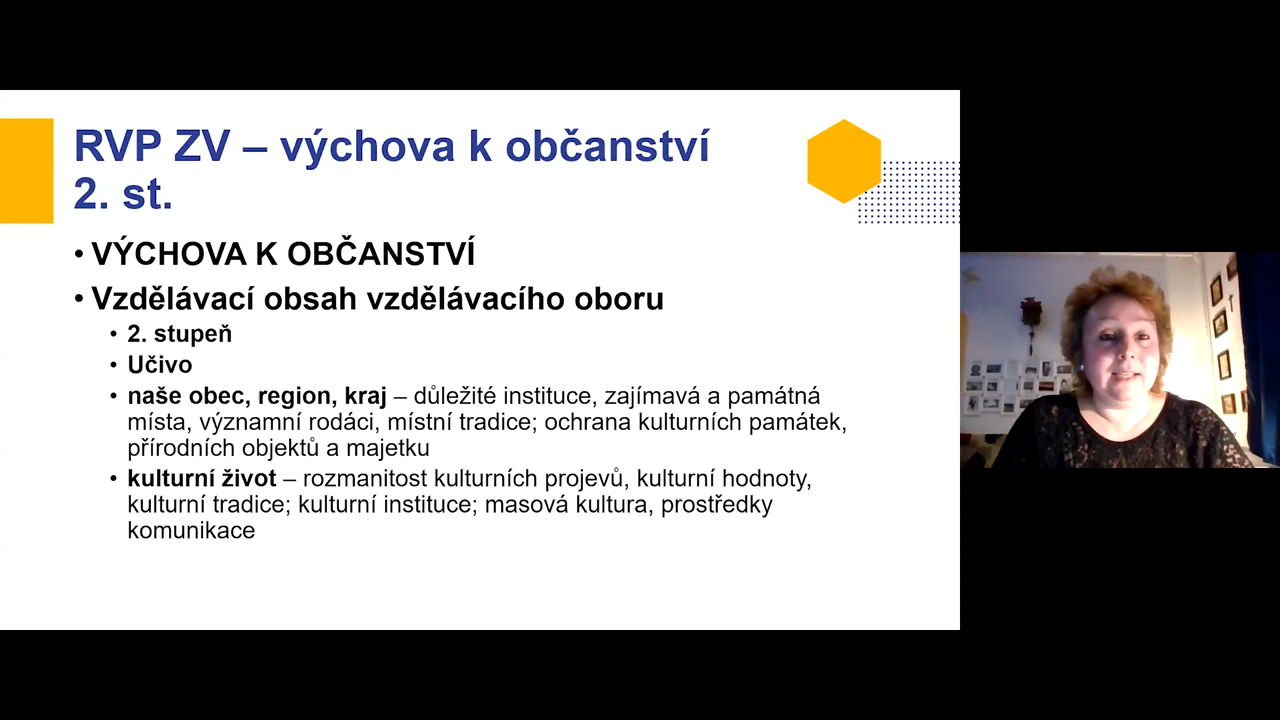 RVP ZV – výchova k občanství
2. st.
• VÝCHOVA K OBČANSTVÍ
• Vzdělávací obsah vzdělávacího oboru
• 2. stupeň
• Učivo
• naše obec, region, kraj – důležité instituce, zajímavá a památná
místa, významní rodáci, místní tradice; ochrana kulturních památek,
přírodních objektů a majetku
• kulturní život – rozmanitost kulturních projevů, kulturní hodnoty,
kulturní tradice; kulturní instituce; masová kultura, prostředky
komunikace